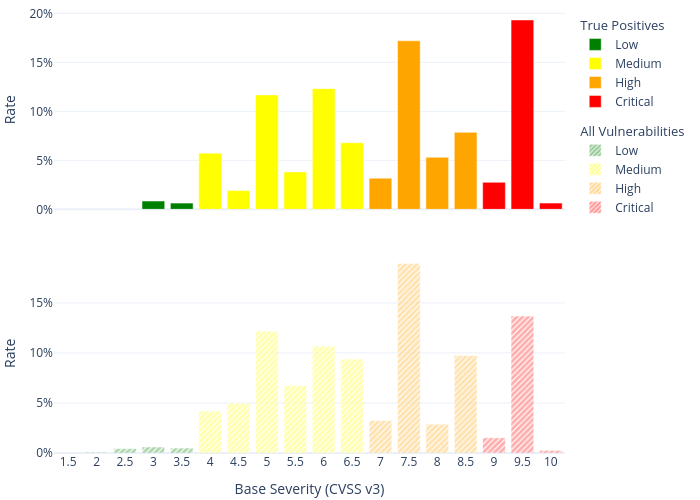 20%
15%
10%
5%
0%
Rate
True Positives
Low
Medium
High
Critical
All Vulnerabilities
Low
Medium
High
Critical
15%
10%
5%
0%
Rate
1.5 2 2.5 3 3.5 4 4.5 5 5.5 6 6.5 7 7.5 8 8.5 9 9.5 10
Base Severity (CVSS v3)